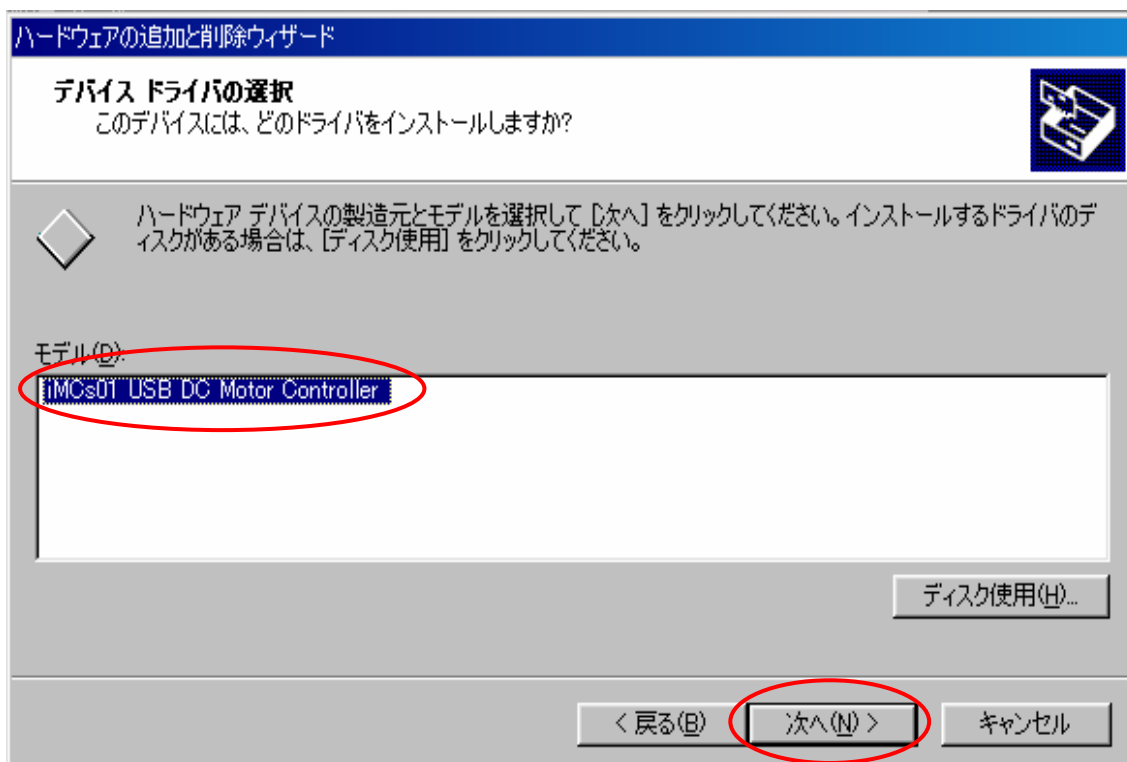 ハードウェアの追加と削除ウィザード
デバイス ドライバの選択
このデバイスには、どのドライバをインストールしますか?
ハードウェア デバイスの製造元とモデルを選択して [次へ] をクリックしてください。インストールするドライバのデ
ィスクがある場合は、[ディスク使用] をクリックしてください。
モデル(D):
iMCs01 USB DC Motor Controller
ディスク使用(H)...
< 戻る(B) 次へ(N) > キャンセル